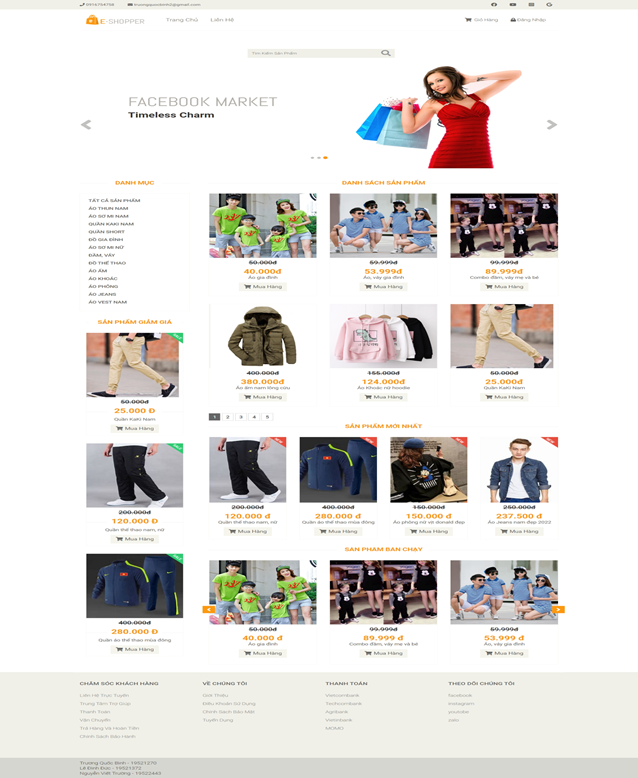 0916794756 truongquocbinh0@gmail.com
E-SHOPPER Trang Chủ Liên Hệ Giỏ Hàng Đăng Nhập
Tìm Kiếm Sản Phẩm
FACEBOOK MARKET
Timeless Charm
DANH MỤC
TẤT CẢ SẢN PHẨM
ÁO THUN NAM
ÁO SƠ MI NAM
QUẦN KAKI NAM
QUẦN SHORT
ĐỒ GIA ĐÌNH
ÁO SƠ MI NỮ
ĐẦM, VÁY
ĐỒ THỂ THAO
ÁO ẤM
ÁO KHOÁC
ÁO PHÔNG
ÁO JEANS
ÁO VEST NAM
SẢN PHẨM GIẢM GIÁ
50.000đ
25.000 Đ
Quần KaKi Nam
Mua Hàng
200.000đ
120.000 Đ
Quần thể thao nam, nữ
Mua Hàng
400.000đ
280.000 Đ
Quần áo thể thao mùa đông
Mua Hàng
DANH SÁCH SẢN PHẨM
50.000đ 59.999đ 99.999đ
40.000đ 53.999đ 89.999đ
Áo gia đình Áo, váy gia đình Combo đầm, váy mẹ và bé
Mua Hàng Mua Hàng Mua Hàng
400.000đ 155.000đ 50.000đ
380.000đ 124.000đ 25.000đ
Áo ấm nam lông cừu Áo Khoác nữ hoodie Quần KaKi Nam
Mua Hàng Mua Hàng Mua Hàng
1 2 3 4 5
SẢN PHẨM MỚI NHẤT
200.000đ 400.000đ 150.000đ 250.000đ
120.000 đ 280.000 đ 150.000 đ 237.500 đ
Quần thể thao nam, nữ Quần áo thể thao mùa đông Áo phông nữ in donald đẹp Áo Jeans nam đẹp 2022
Mua Hàng Mua Hàng Mua Hàng Mua Hàng
SẢN PHẨM BÁN CHẠY
50.000đ 99.999đ 59.999đ
40.000 đ 89.999 đ 53.999 đ
Áo gia đình Combo đầm, váy mẹ và bé Áo, váy gia đình
Mua Hàng Mua Hàng Mua Hàng
CHĂM SÓC KHÁCH HÀNG VỀ CHÚNG TÔI THANH TOÁN THEO DÕI CHÚNG TÔI
Liên Hệ Trực Tuyến Giới Thiệu Vietcombank facebook
Trung Tâm Trợ Giúp Điều Khoản Sử Dụng Techcombank instagram
Thanh Toán Chính Sách Bảo Mật Agribank youtube
Vận Chuyển Tuyển Dụng Vietinbank zalo
Trả Hàng Và Hoàn Tiền MOMO
Chính Sách Bảo Hành
Trương Quốc Bình - 19521270
Lê Đình Đức - 19521372
Nguyễn Viết Trường - 19522443